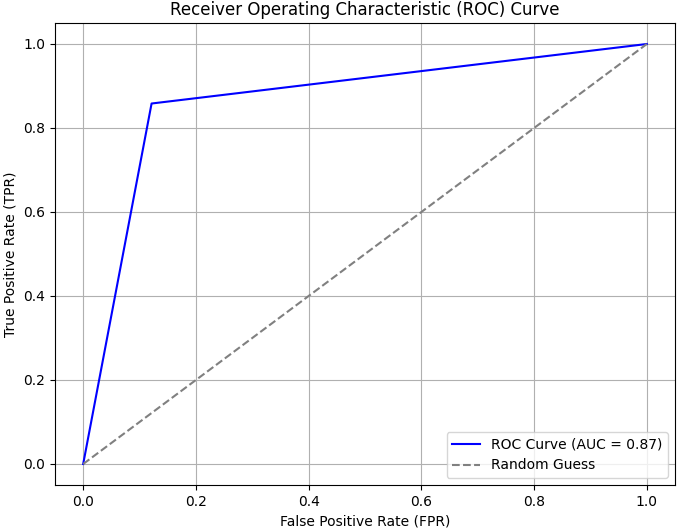 Receiver Operating Characteristic (ROC) Curve
True Positive Rate (TPR)
1.0
0.8
0.6
0.4
0.2
0.0
0.0 0.2 0.4 0.6 0.8 1.0
False Positive Rate (FPR)
ROC Curve (AUC = 0.87)
Random Guess